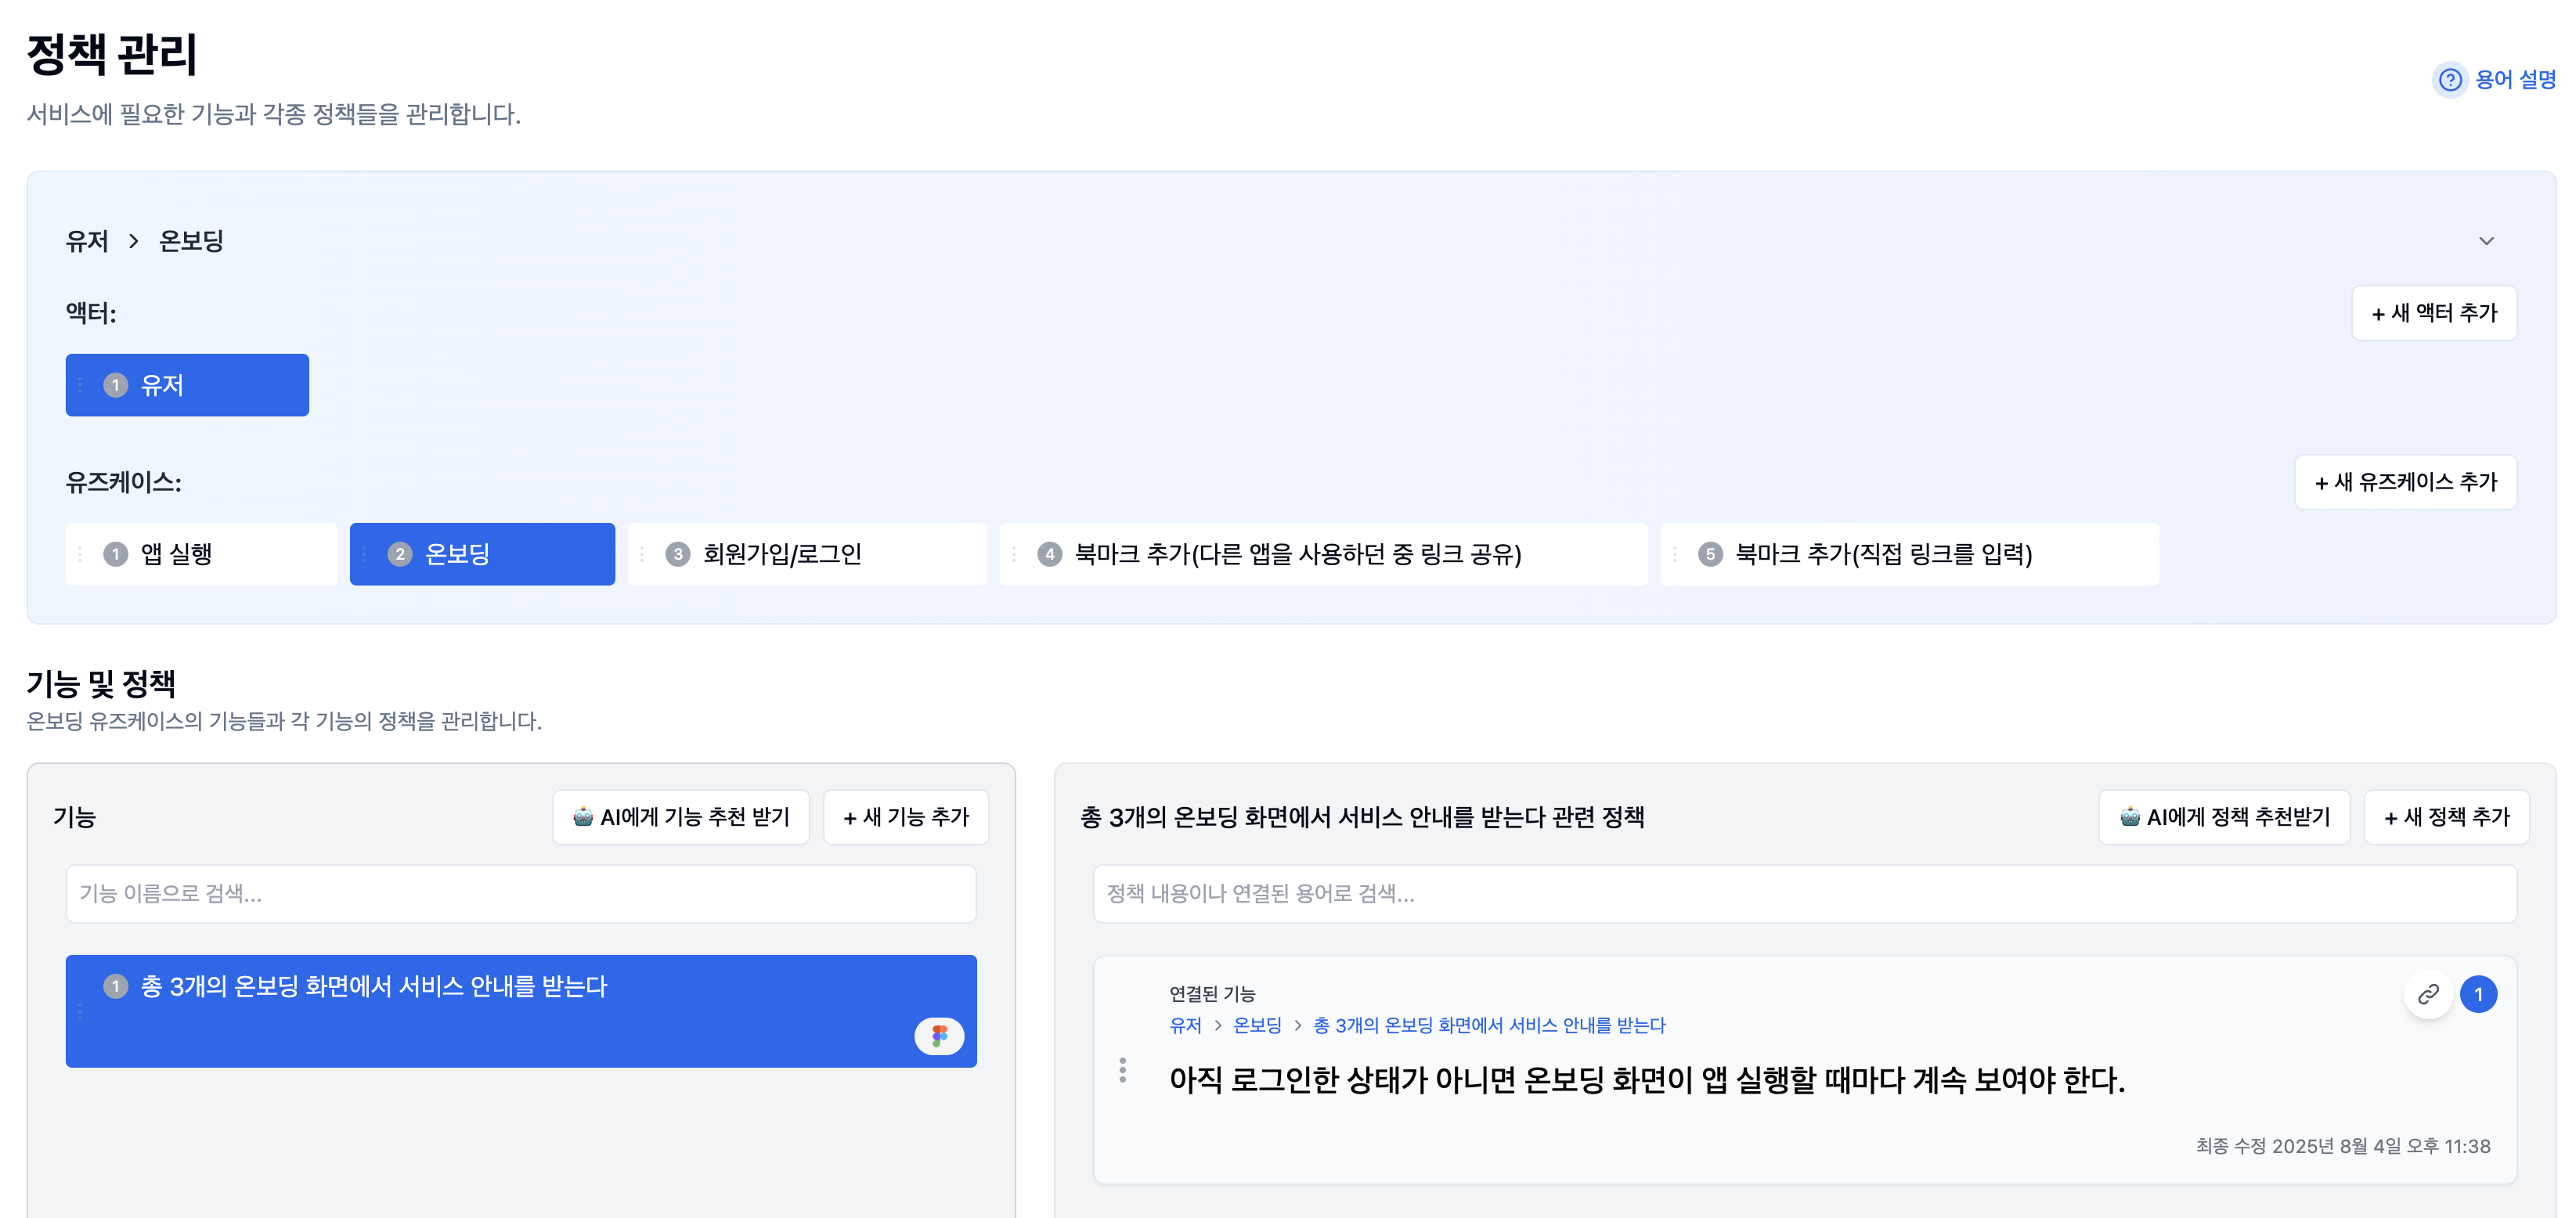 정책 관리
서비스에 필요한 기능과 각종 정책들을 관리합니다.
용어 설명
유저 > 온보딩
액터:
+ 새 액터 추가
1 유저
유즈케이스:
+ 새 유즈케이스 추가
1 앱 실행
2 온보딩
3 회원가입/로그인
4 북마크 추가(다른 앱을 사용하던 중 링크 공유)
5 북마크 추가(직접 링크를 입력)
기능 및 정책
온보딩 유즈케이스의 기능들과 각 기능의 정책을 관리합니다.
기능
🤖 AI에게 기능 추천 받기
+ 새 기능 추가
기능 이름으로 검색...
1 총 3개의 온보딩 화면에서 서비스 안내를 받는다
총 3개의 온보딩 화면에서 서비스 안내를 받는다 관련 정책
🤖 AI에게 정책 추천받기
+ 새 정책 추가
정책 내용이나 연결된 용어로 검색...
연결된 기능
1
유저 > 온보딩 > 총 3개의 온보딩 화면에서 서비스 안내를 받는다
아직 로그인한 상태가 아니면 온보딩 화면이 앱 실행할 때마다 계속 보여야 한다.
최종 수정 2025년 8월 4일 오후 11:38